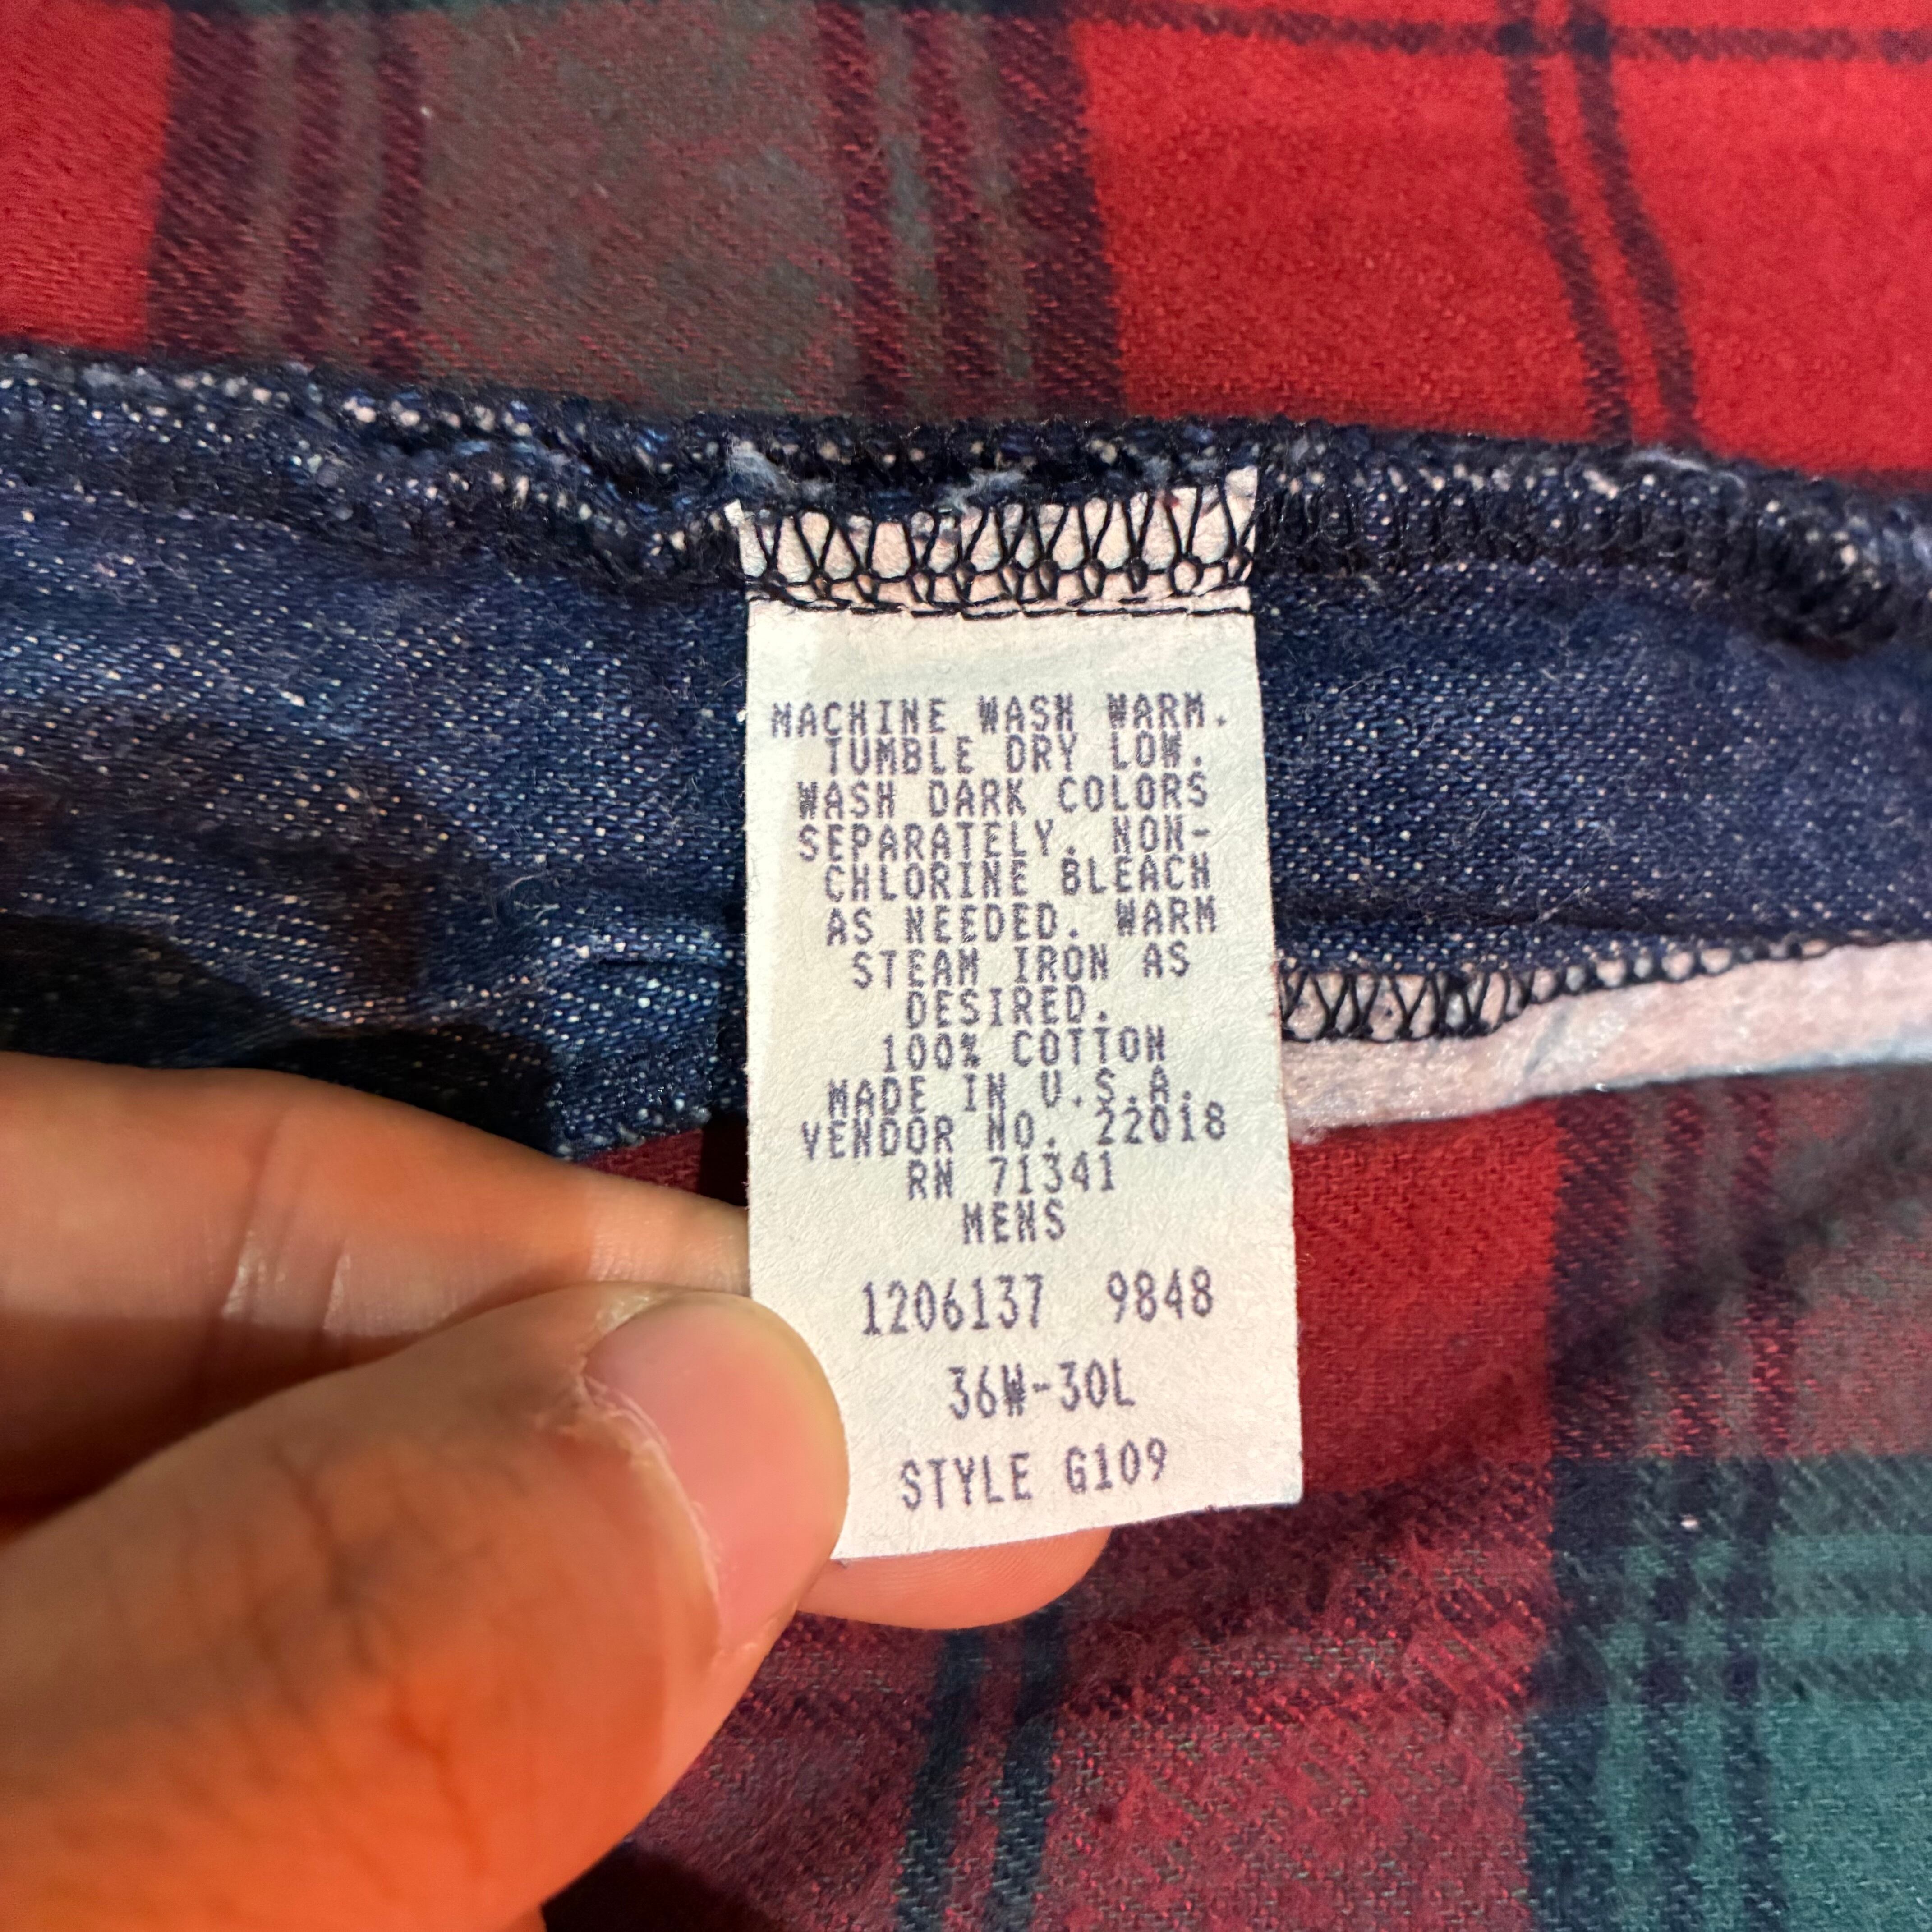 MACHINE WASH WARM.
TUMBLE DRY LOW.
WASH DARK COLORS
SEPARATELY. NON-
CHLORINE BLEACH
AS NEEDED. WARM
STEAM IRON AS
DESIRED.
100% COTTON
MADE IN U.S.A.
VENDOR NO. 22018
RN 71341
MENS
1206137 9848
36W-30L
STYLE G109